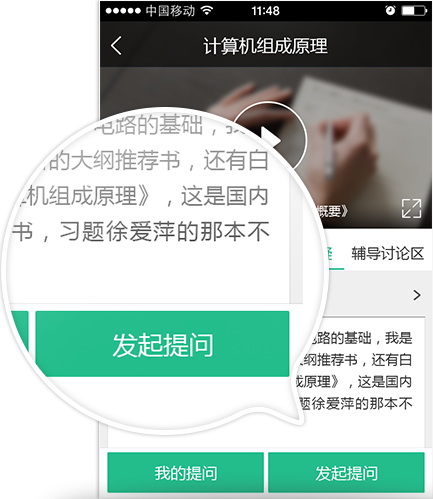 中国移动 11:48
计算机组成原理
概要》
辅导讨论区
电路的基础，我
的大纲推荐书，还有白
机组成原理》，这是国内
书，习题徐爱萍的那本不
发起提问
电路的基础，我是
大纲推荐书，还有白
成原理》，这是国内
题徐爱萍的那本不
我的提问 发起提问